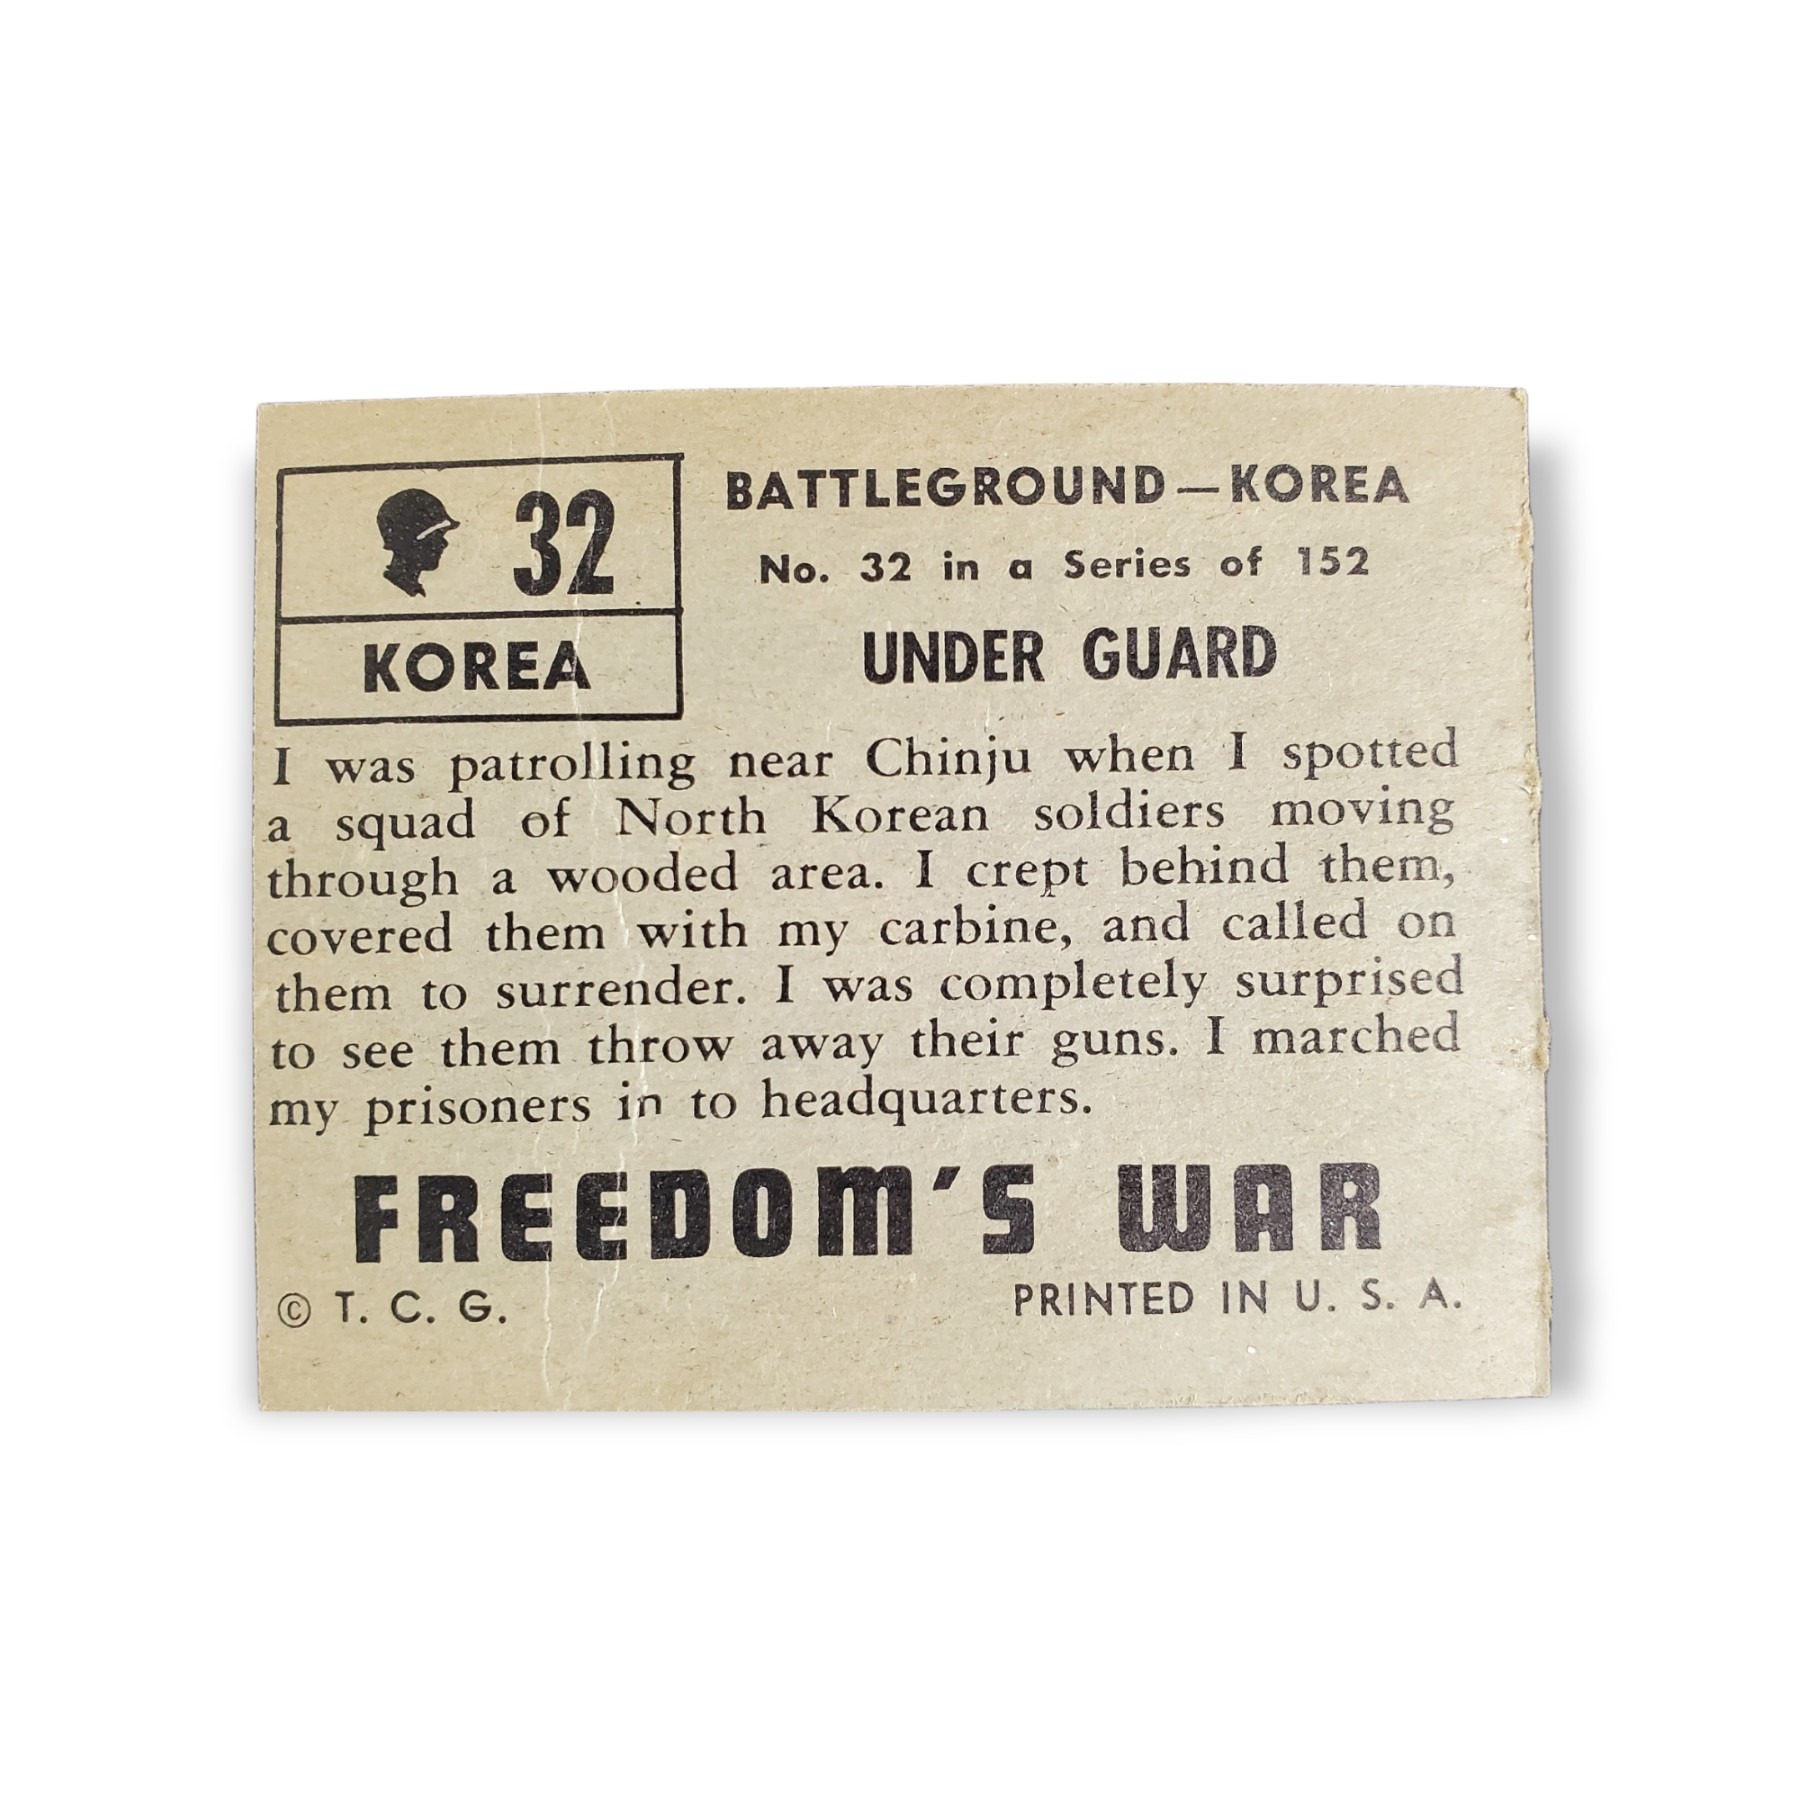 32
KOREA
BATTLEGROUND—KOREA
No. 32 in a Series of 152
UNDER GUARD
I was patrolling near Chinju when I spotted
a squad of North Korean soldiers moving
through a wooded area. I crept behind them,
covered them with my carbine, and called on
them to surrender. I was completely surprised
to see them throw away their guns. I marched
my prisoners in to headquarters.
FREEDOM'S WAR
© T. C. G.
PRINTED IN U. S. A.